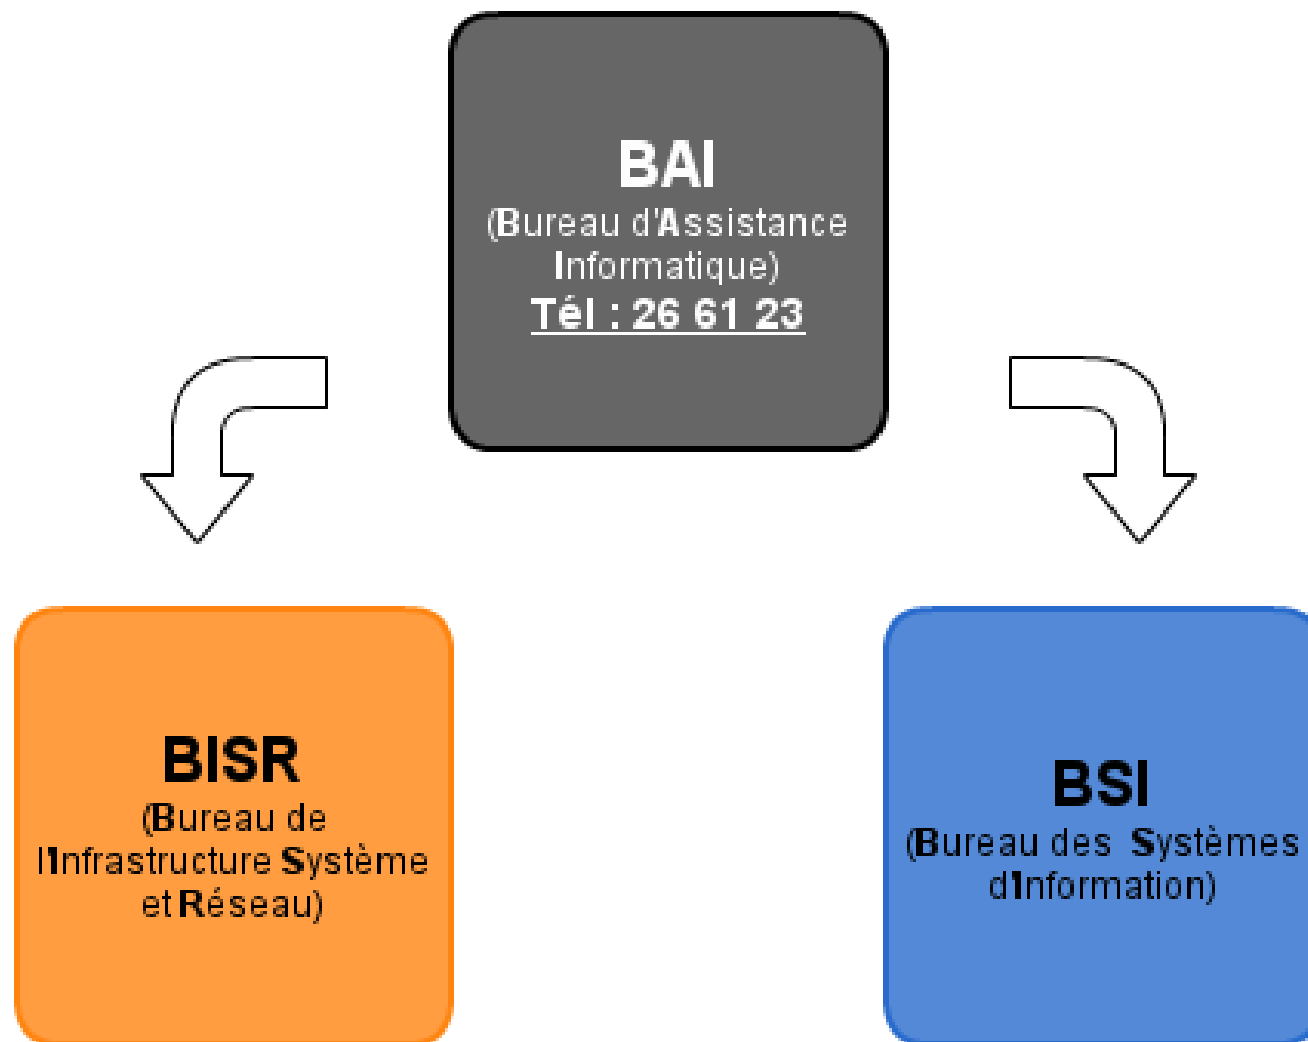 BAI
(Bureau d'Assistance
Informatique)
Tél : 26 61 23
BISR
(Bureau de
l'Infrastructure Système
et Réseau)
BSI
(Bureau des Systèmes
d'Information)